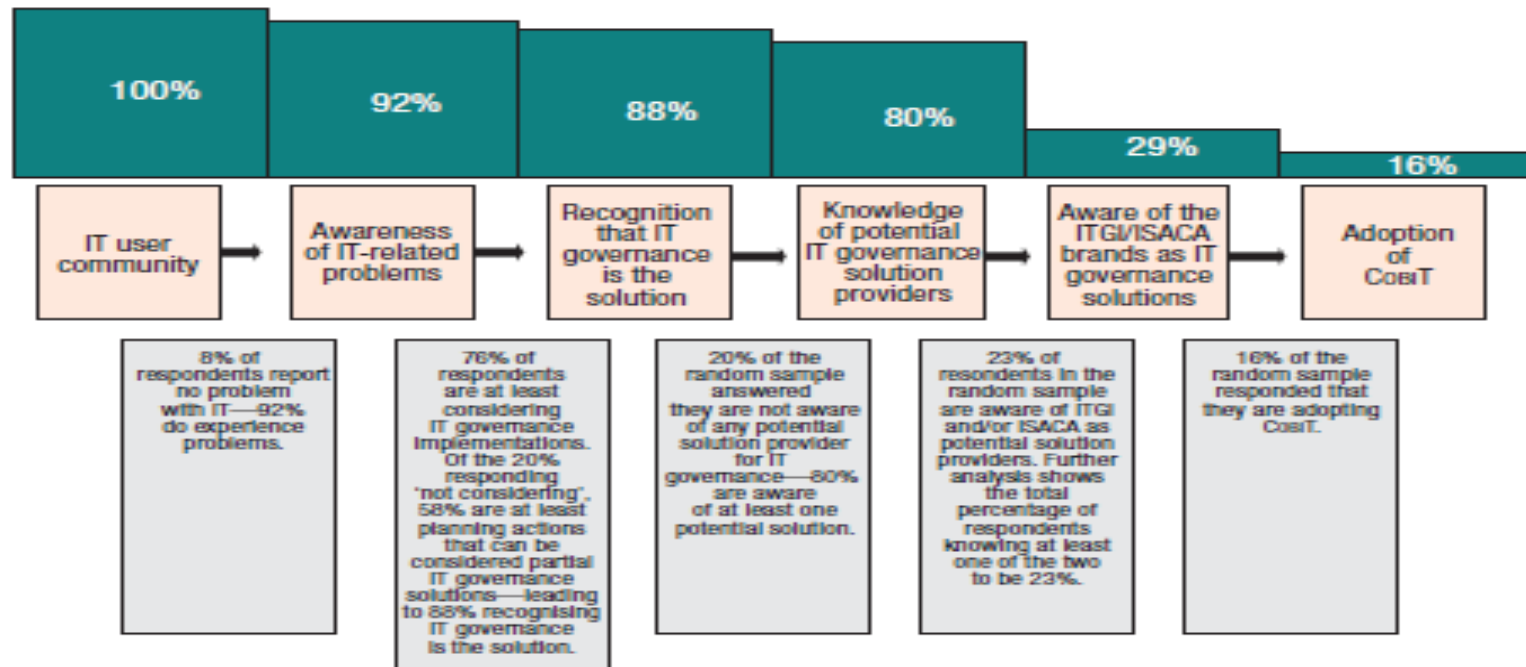 100%
92%
88%
80%
29%
16%
IT user
community
Awareness
of IT-related
problems
Recognition
that IT
governance
is the
solution
Knowledge
of potential
IT governance
solution
providers
Aware of the
ITGI/ISACA
brands as IT
governance
solutions
Adoption
of
COBIT
8% of
respondents report
no problem
with IT—92%
do experience
problems.
76% of
respondents
are at least
considering
IT governance
implementations.
Of the 20%
responding
'not considering',
58% are at least
planning actions
that can be
considered partial
IT governance
solutions—leading
to 88% recognising
IT governance
is the solution.
20% of the
random sample
answered
they are not aware
of any potential
solution provider
for IT
governance—80%
are aware
of at least one
potential solution.
23% of
resondents in the
random sample
are aware of ITGI
and/or ISACA as
potential solution
providers. Further
analysis shows
the total
percentage of
respondents
knowing at least
one of the two
to be 23%.
16% of the
random sample
responded that
they are adopting
COBIT.